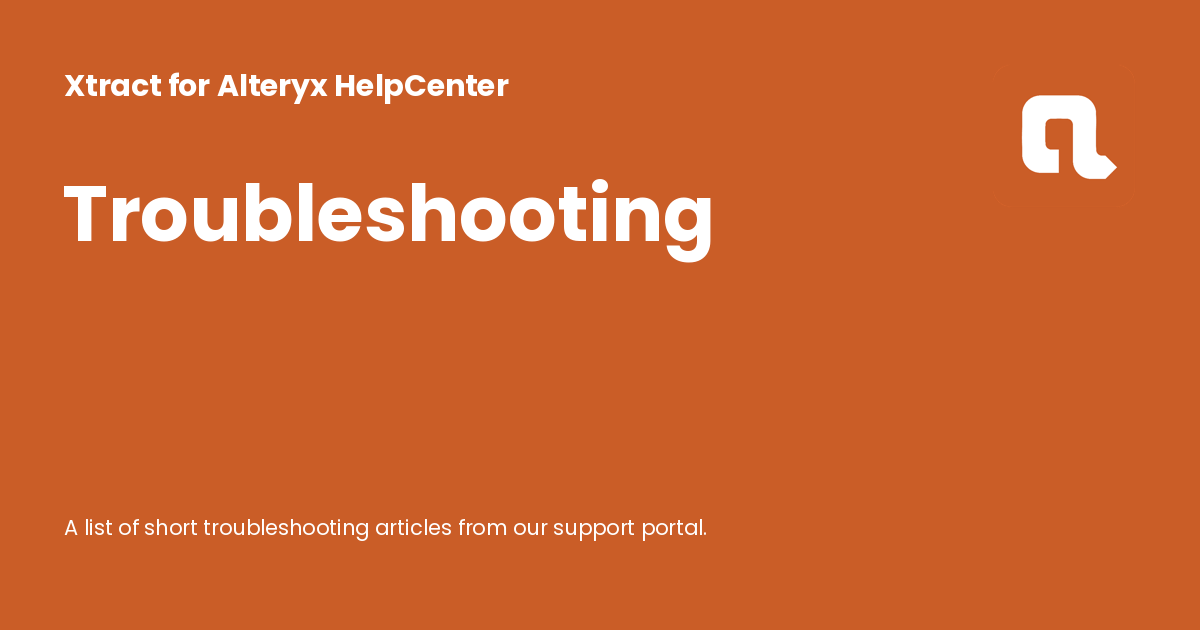 Xtract for Alteryx HelpCenter
Troubleshooting
A list of short troubleshooting articles from our support portal.